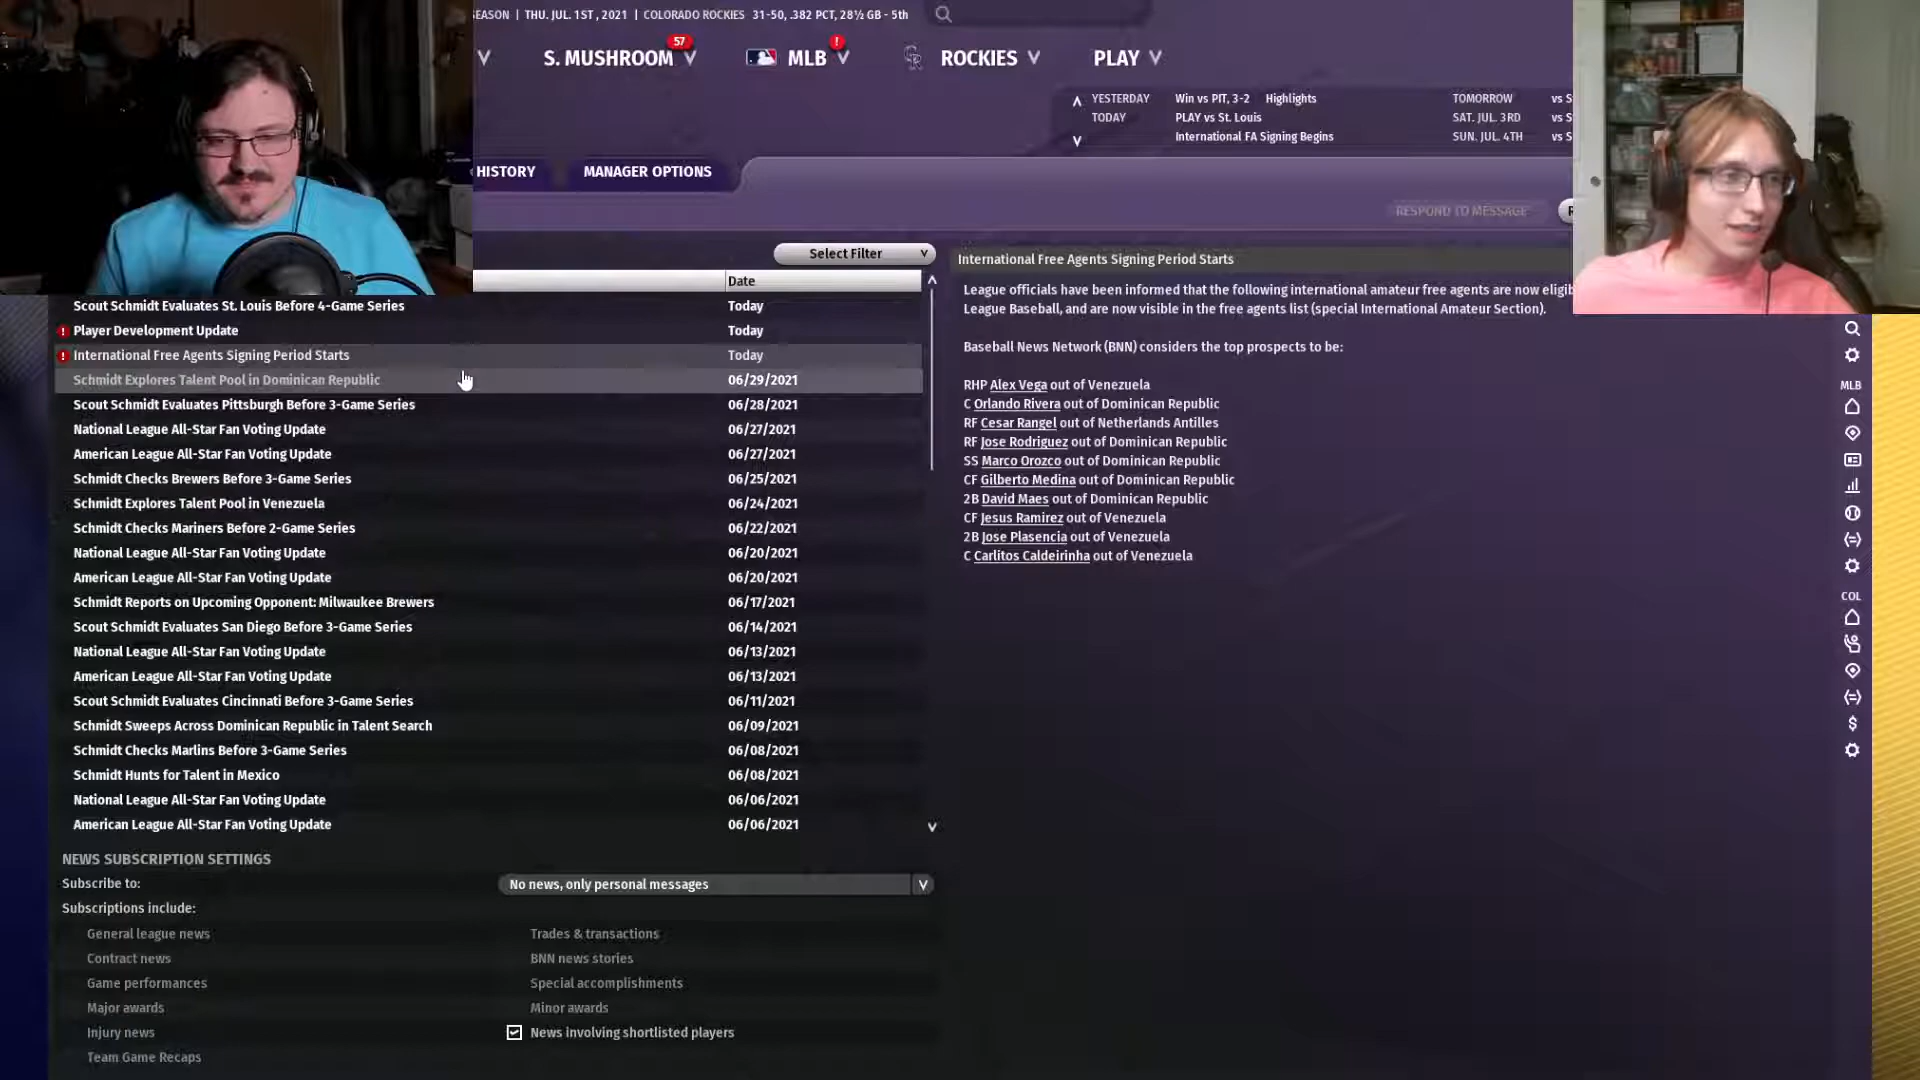 SEASON | THU. JUL. 1ST, 2021 | COLORADO ROCKIES 31-50, .382 PCT, 28½ GB - 5th
S. MUSHROOM 57 MLB ! ROCKIES PLAY
YESTERDAY Win vs PIT, 3-2 Highlights TOMORROW vs S
TODAY PLAY vs St. Louis SAT. JUL. 3RD vs S
International FA Signing Begins SUN. JUL. 4TH vs S
HISTORY MANAGER OPTIONS
RESPOND TO MESSAGE R
Select Filter
Date
Scout Schmidt Evaluates St. Louis Before 4-Game Series Today
! Player Development Update Today
! International Free Agents Signing Period Starts Today
Schmidt Explores Talent Pool in Dominican Republic 06/29/2021
Scout Schmidt Evaluates Pittsburgh Before 3-Game Series 06/28/2021
National League All-Star Fan Voting Update 06/27/2021
American League All-Star Fan Voting Update 06/27/2021
Schmidt Checks Brewers Before 3-Game Series 06/25/2021
Schmidt Explores Talent Pool in Venezuela 06/24/2021
Schmidt Checks Mariners Before 2-Game Series 06/22/2021
National League All-Star Fan Voting Update 06/20/2021
American League All-Star Fan Voting Update 06/20/2021
Schmidt Reports on Upcoming Opponent: Milwaukee Brewers 06/17/2021
Scout Schmidt Evaluates San Diego Before 3-Game Series 06/14/2021
National League All-Star Fan Voting Update 06/13/2021
American League All-Star Fan Voting Update 06/13/2021
Scout Schmidt Evaluates Cincinnati Before 3-Game Series 06/11/2021
Schmidt Sweeps Across Dominican Republic in Talent Search 06/09/2021
Schmidt Checks Marlins Before 3-Game Series 06/08/2021
Schmidt Hunts for Talent in Mexico 06/08/2021
National League All-Star Fan Voting Update 06/06/2021
American League All-Star Fan Voting Update 06/06/2021
NEWS SUBSCRIPTION SETTINGS
Subscribe to: No news, only personal messages
Subscriptions include:
General league news Trades & transactions
Contract news BNN news stories
Game performances Special accomplishments
Major awards Minor awards
Injury news News involving shortlisted players
Team Game Recaps
International Free Agents Signing Period Starts
League officials have been informed that the following international amateur free agents are now eligib
League Baseball, and are now visible in the free agents list (special International Amateur Section).
Baseball News Network (BNN) considers the top prospects to be:
RHP Alex Vega out of Venezuela
C Orlando Rivera out of Dominican Republic
RF Cesar Rangel out of Netherlands Antilles
RF Jose Rodriguez out of Dominican Republic
SS Marco Orozco out of Dominican Republic
CF Gilberto Medina out of Dominican Republic
2B David Maes out of Dominican Republic
CF Jesus Ramirez out of Venezuela
2B Jose Plasencia out of Venezuela
C Carlitos Caldeirinha out of Venezuela
MLB
COL
$